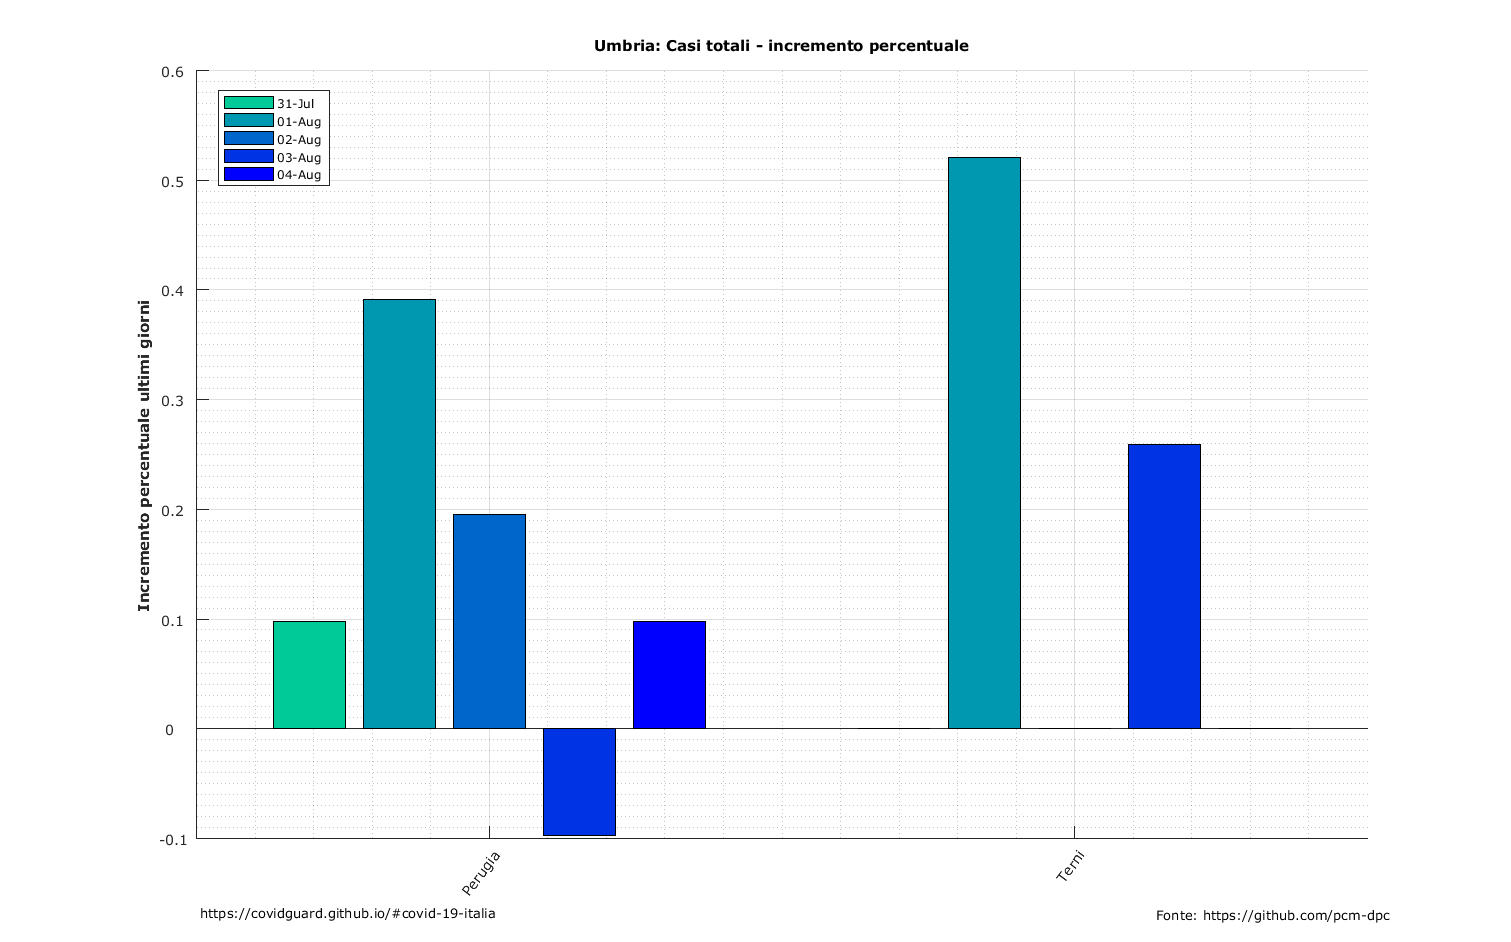 Umbria: Casi totali - incremento percentuale
31-Jul
01-Aug
02-Aug
03-Aug
04-Aug
Incremento percentuale ultimi giorni
0.6
0.5
0.4
0.3
0.2
0.1
0
-0.1
Perugia
Terni
https://covidguard.github.io/#covid-19-italia
Fonte: https://github.com/pcm-dpc